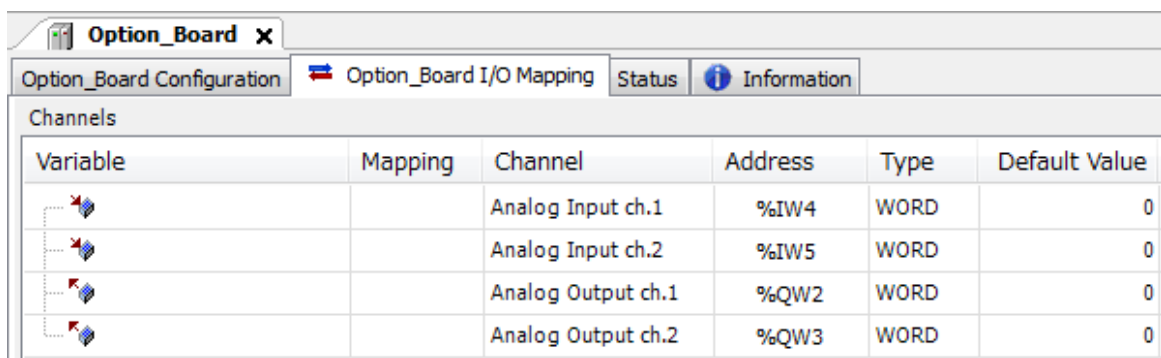 Option_Board x
Option_Board Configuration Option_Board I/O Mapping Status Information
Channels
Variable Mapping Channel Address Type Default Value
Analog Input ch.1 %IW4 WORD 0
Analog Input ch.2 %IW5 WORD 0
Analog Output ch.1 %QW2 WORD 0
Analog Output ch.2 %QW3 WORD 0